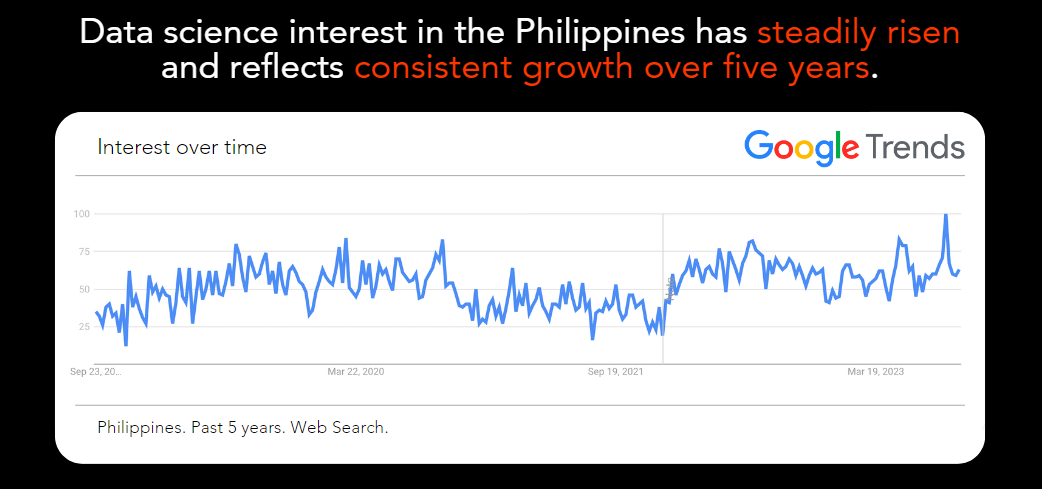 Data science interest in the Philippines has steadily risen
and reflects consistent growth over five years.
Interest over time
Google Trends
100
75
50
25
Sep 23, 20...
Mar 22, 2020
Sep 19, 2021
Mar 19, 2023
Philippines. Past 5 years. Web Search.